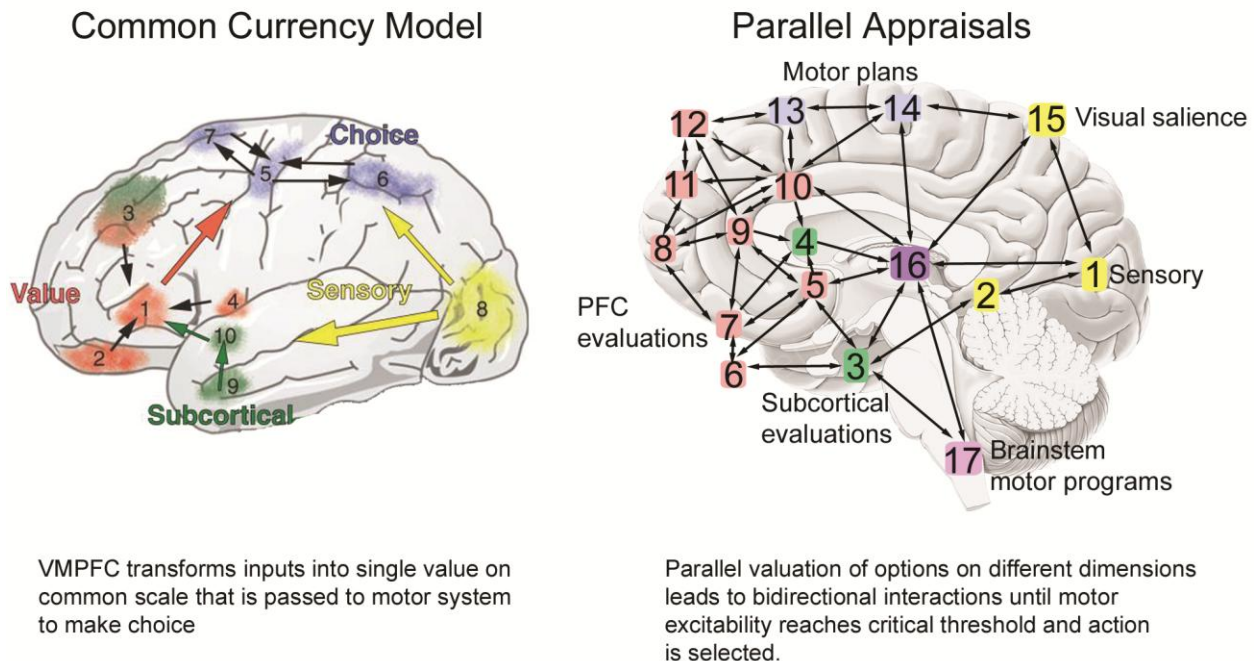 Common Currency Model
7
Choice
5
6
3
Value
1
4
Sensory
8
2
10
9
Subcortical
VMPFC transforms inputs into single value on
common scale that is passed to motor system
to make choice
Parallel Appraisals
Motor plans
12
13
14
15
Visual salience
11
10
8
9
4
16
1
Sensory
5
2
PFC
evaluations
7
6
3
Subcortical
evaluations
17
Brainstem
motor programs
Parallel valuation of options on different dimensions
leads to bidirectional interactions until motor
excitability reaches critical threshold and action
is selected.